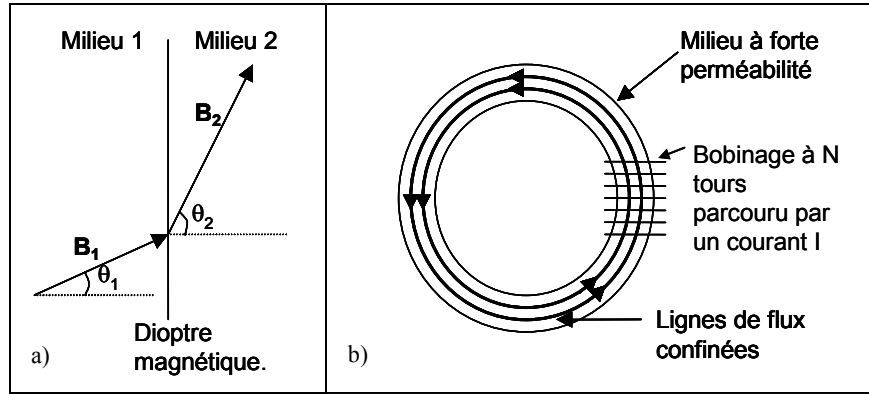 Milieu 1
Milieu 2
B₂
θ₂
B₁
θ₁
Dioptre
magnétique.
a)
Milieu à forte
perméabilité
Bobinage à N
tours
parcouru par
un courant I
Lignes de flux
confinées
b)